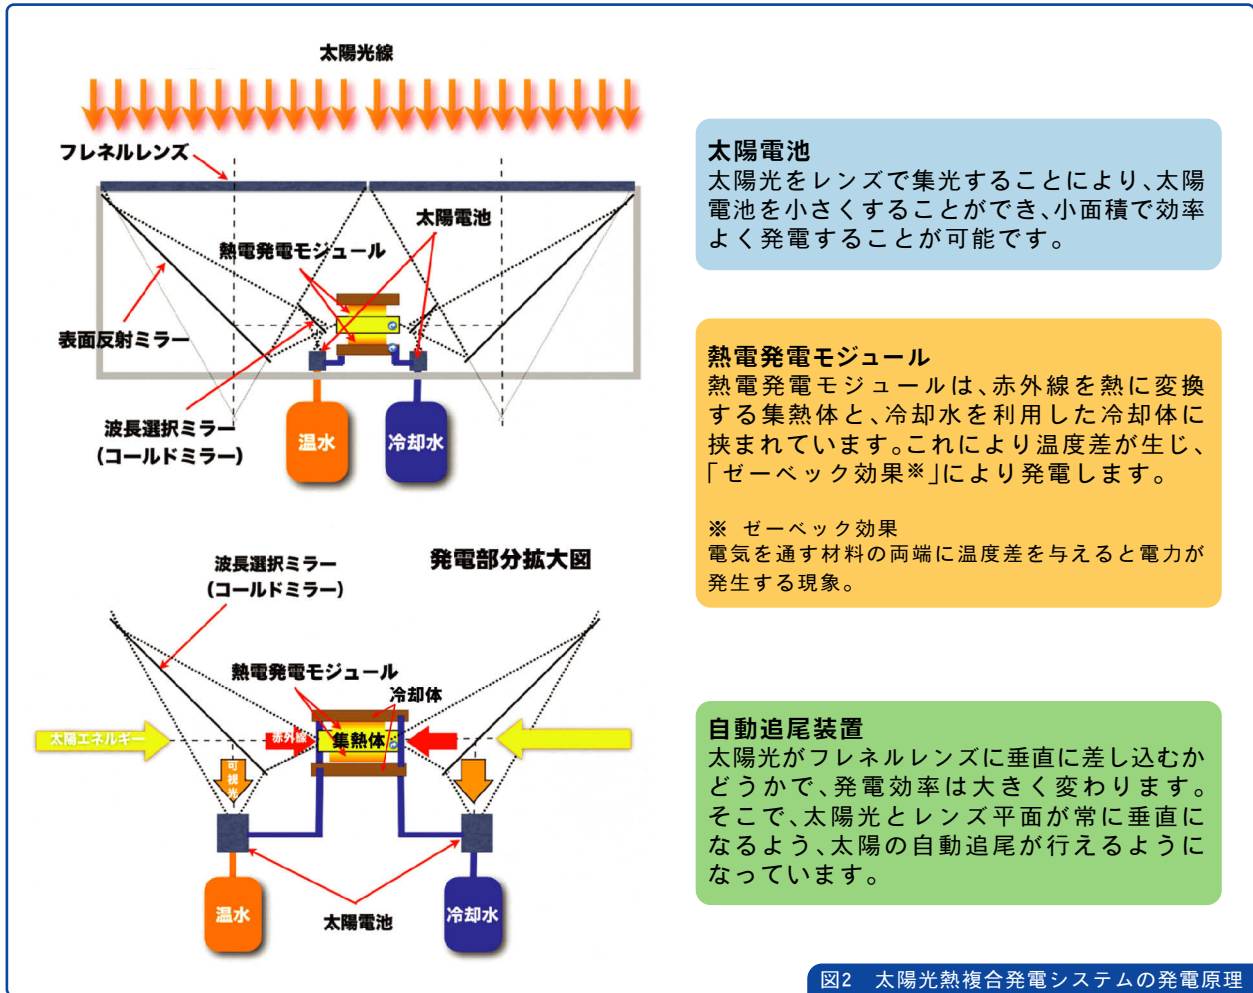 太陽光線
フレネルレンズ
太陽電池
熱電発電モジュール
表面反射ミラー
波長選択ミラー
(コールドミラー)
温水
冷却水
発電部分拡大図
波長選択ミラー
(コールドミラー)
熱電発電モジュール
冷却体
太陽エネルギー
赤外線
集熱体
可視光
温水
太陽電池
冷却水
太陽電池
太陽光をレンズで集光することにより、太陽
電池を小さくすることができ、小面積で効率
よく発電することが可能です。
熱電発電モジュール
熱電発電モジュールは、赤外線を熱に変換
する集熱体と、冷却水を利用した冷却体に
挟まれています。これにより温度差が生じ、
「ゼーベック効果※」により発電します。
※ ゼーベック効果
電気を通す材料の両端に温度差を与えると電力が
発生する現象。
自動追尾装置
太陽光がフレネルレンズに垂直に差し込むか
どうかで、発電効率は大きく変わります。
そこで、太陽光とレンズ平面が常に垂直に
なるよう、太陽の自動追尾が行えるように
なっています。
図2 太陽光熱複合発電システムの発電原理